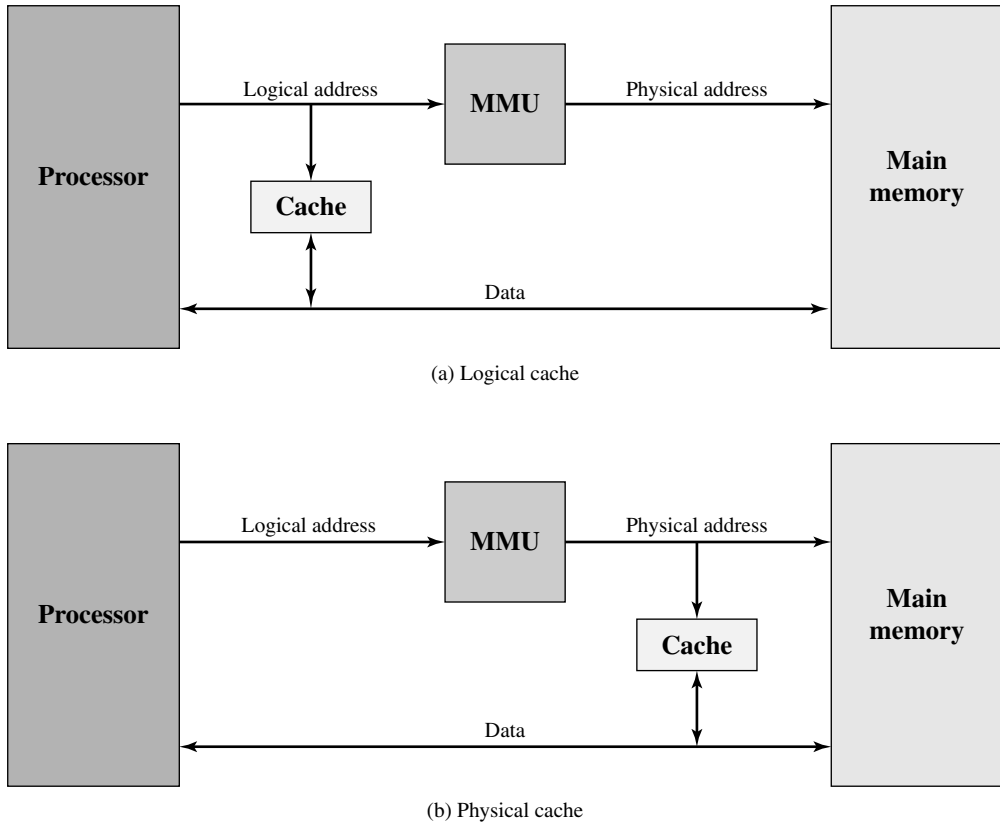 Logical address
MMU
Physical address
Processor
Main
memory
Cache
Data
(a) Logical cache
Logical address
MMU
Physical address
Processor
Main
memory
Cache
Data
(b) Physical cache